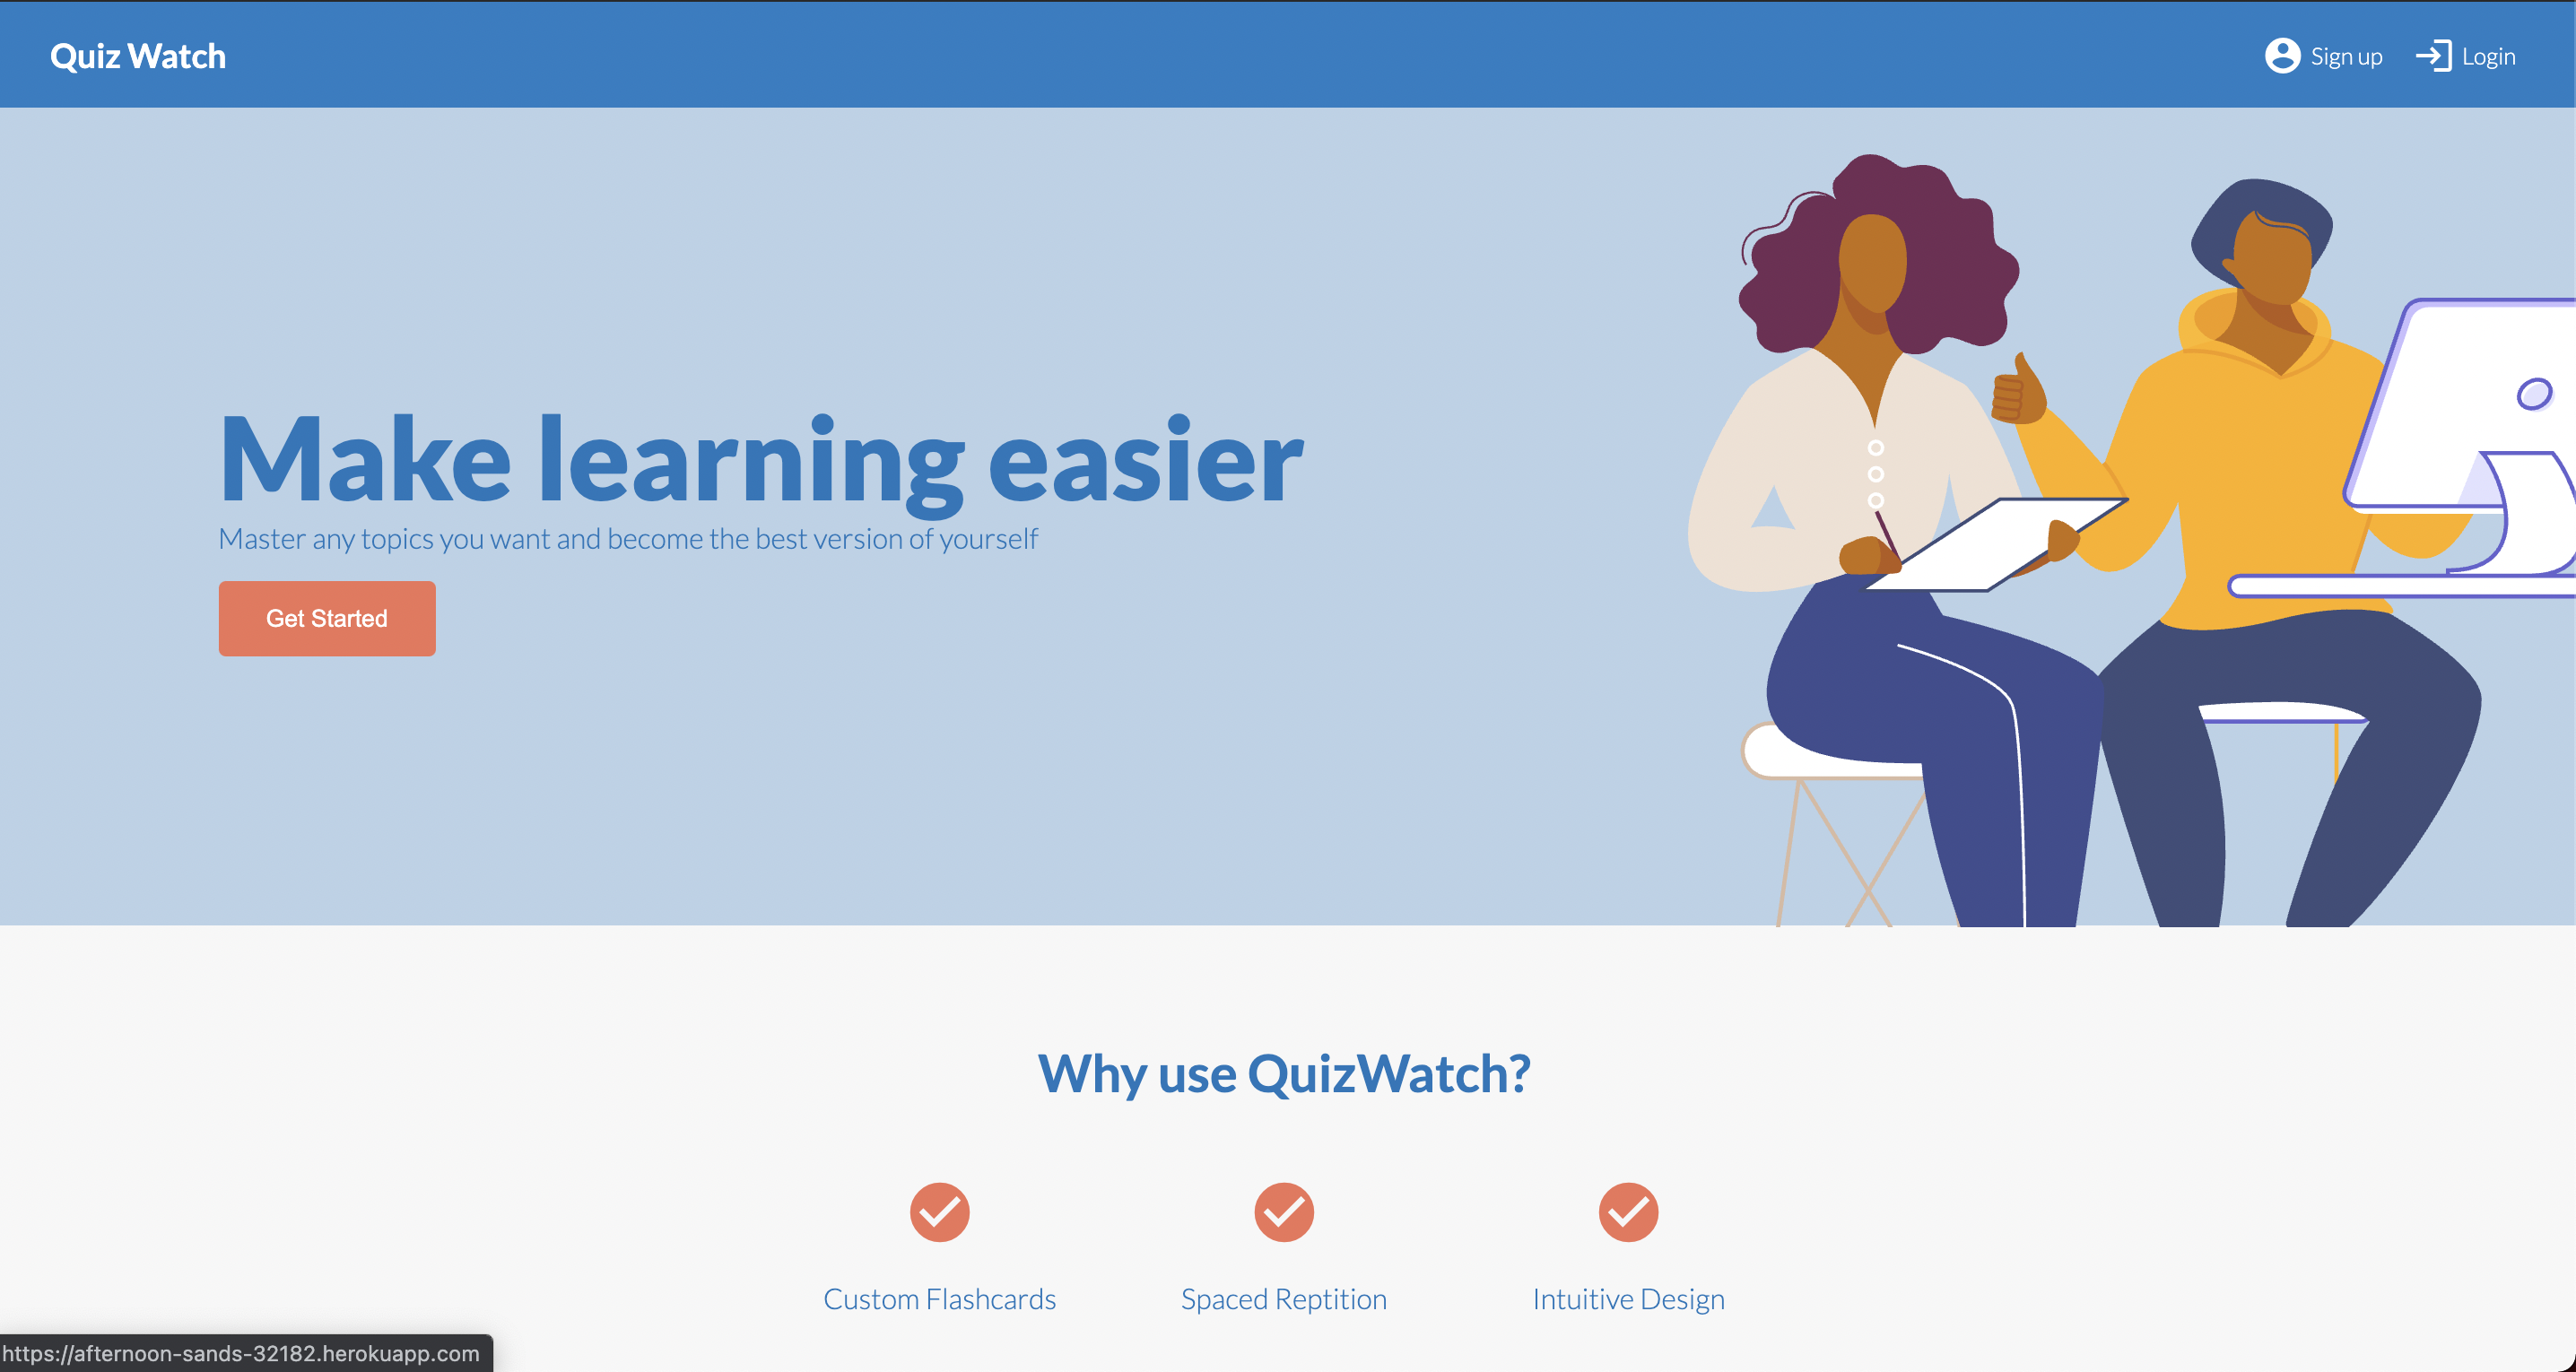 Quiz Watch
Sign up
Login
Make learning easier
Master any topics you want and become the best version of yourself
Get Started
Why use QuizWatch?
Custom Flashcards
Spaced Reptition
Intuitive Design
https://afternoon-sands-32182.herokuapp.com